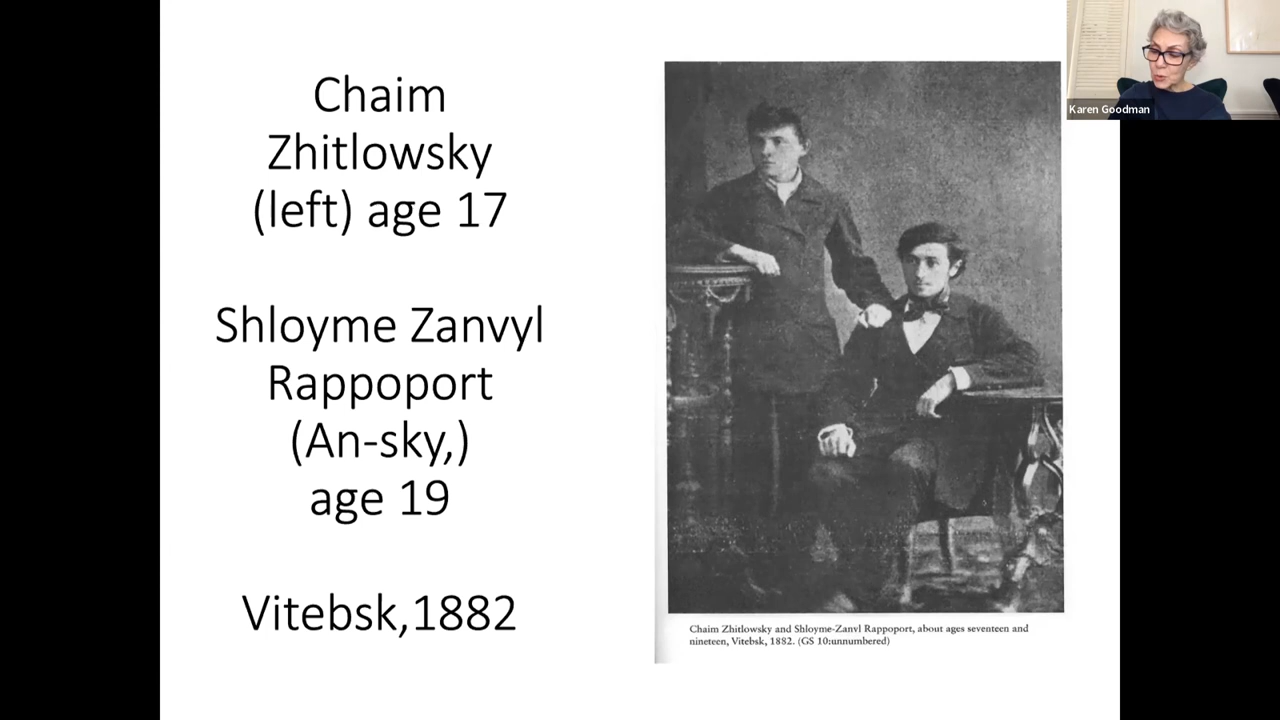 Chaim
Zhitlowsky
(left) age 17
Shloyme Zanvyl
Rappoport
(An-sky,)
age 19
Vitebsk,1882
Chaim Zhitlowsky and Shloyme-Zanvl Rappoport, about ages seventeen and
nineteen, Vitebsk, 1882. (GS 10:unnumbered)
Karen Goodman